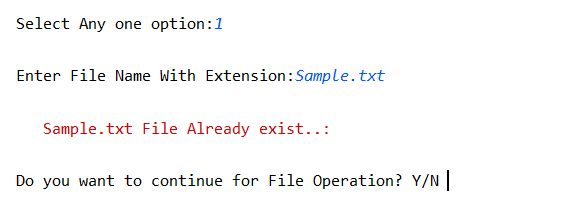 Select Any one option:1
Enter File Name With Extension:Sample.txt
Sample.txt File Already exist..:
Do you want to continue for File Operation? Y/N